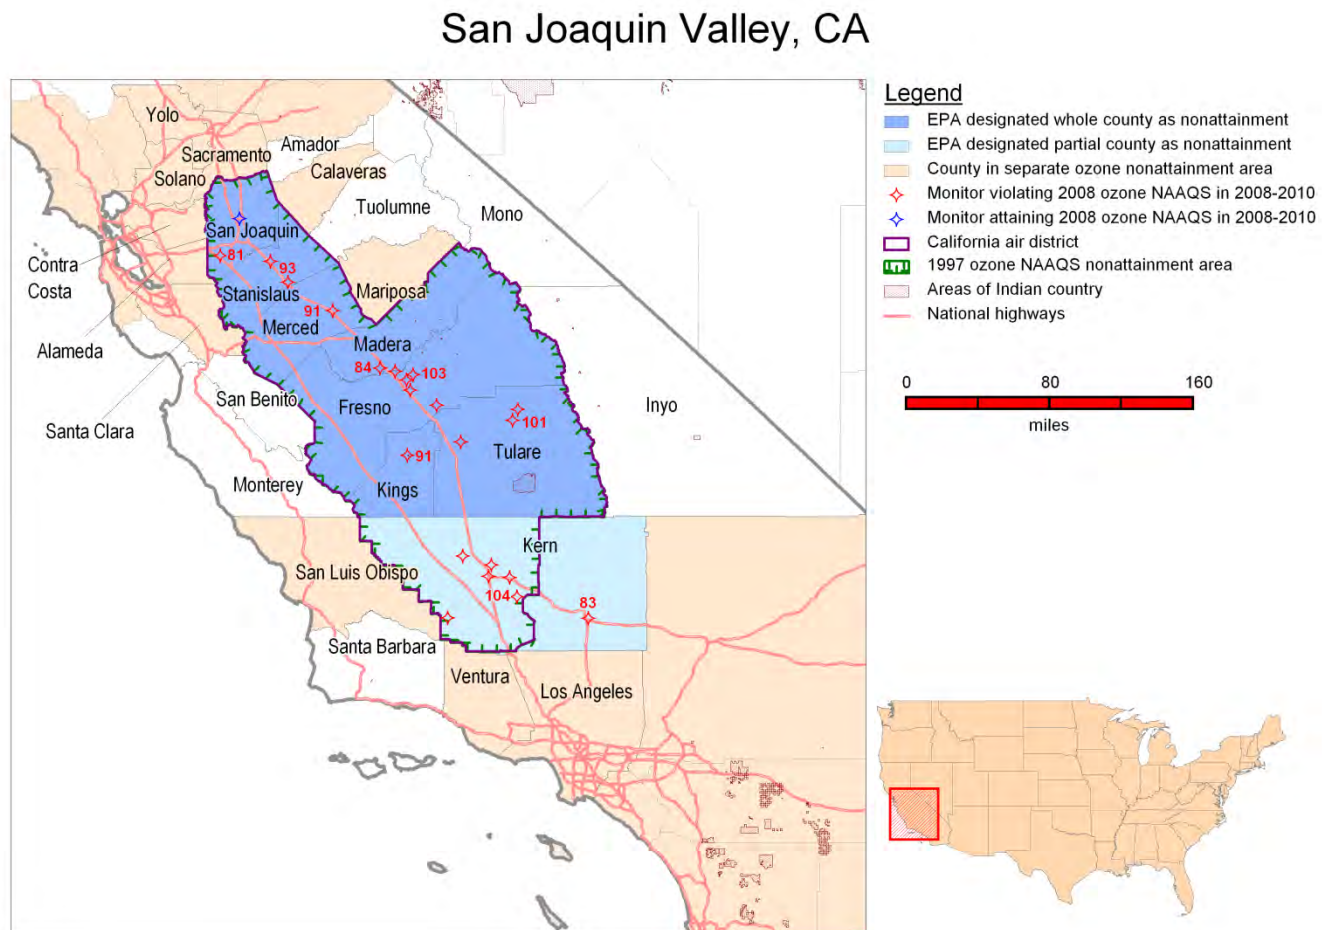 San Joaquin Valley, CA
Yolo
Amador
Sacramento
Calaveras
Solano
Tuolumne
Mono
San Joaquin
Contra
Costa
81
93
Stanislaus
Mariposa
91
Merced
Alameda
Madera
84
103
San Benito
Fresno
Inyo
Santa Clara
101
91
Tulare
Monterey
Kings
Kern
San Luis Obispo
104
83
Santa Barbara
Ventura
Los Angeles
Legend
EPA designated whole county as nonattainment
EPA designated partial county as nonattainment
County in separate ozone nonattainment area
Monitor violating 2008 ozone NAAQS in 2008-2010
Monitor attaining 2008 ozone NAAQS in 2008-2010
California air district
1997 ozone NAAQS nonattainment area
Areas of Indian country
National highways
0 80 160
miles